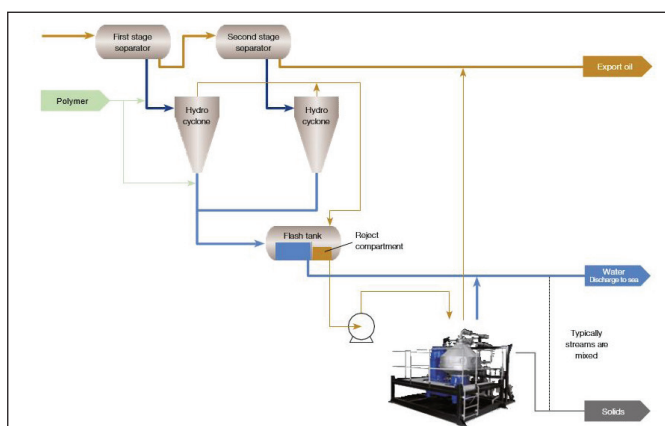 First stage
separator
Second stage
separator
Export oil
Polymer
Hydro
cyclone
Hydro
cyclone
Flash tank
Reject
compartment
Water
Discharge to sea
Typically
streams are
mixed
Solids